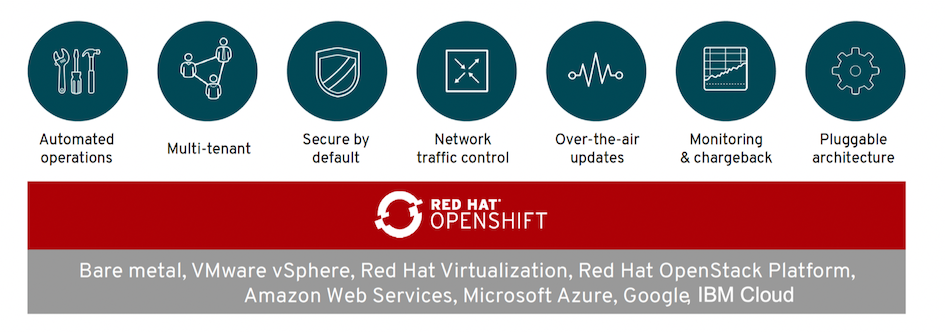 Automated operations
Multi-tenant
Secure by default
Network traffic control
Over-the-air updates
Monitoring & chargeback
Pluggable architecture
RED HAT®
OPENSHIFT
Bare metal, VMware vSphere, Red Hat Virtualization, Red Hat OpenStack Platform,
Amazon Web Services, Microsoft Azure, Google, IBM Cloud